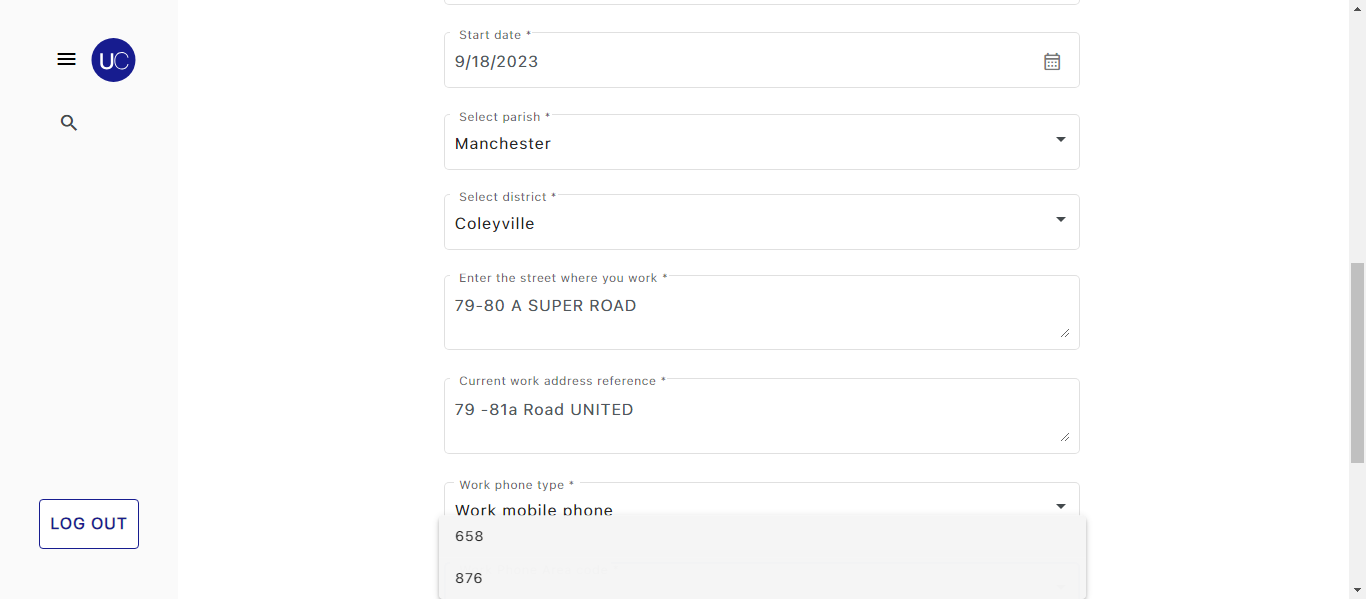 UC
Start date *
9/18/2023
Select parish *
Manchester
Select district *
Coleyville
Enter the street where you work *
79-80 A SUPER ROAD
Current work address reference *
79 -81a Road UNITED
Work phone type *
Work mobile phone
658
876
LOG OUT